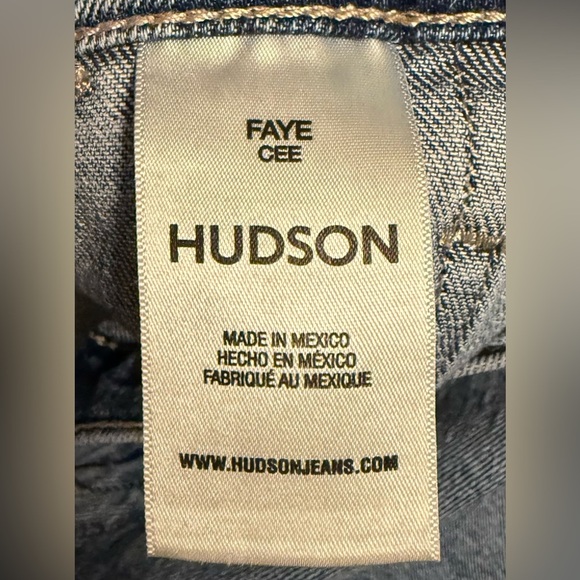 FAYE
CEE
HUDSON
MADE IN MEXICO
HECHO EN MÉXICO
FABRIQUÉ AU MEXIQUE
WWW.HUDSONJEANS.COM